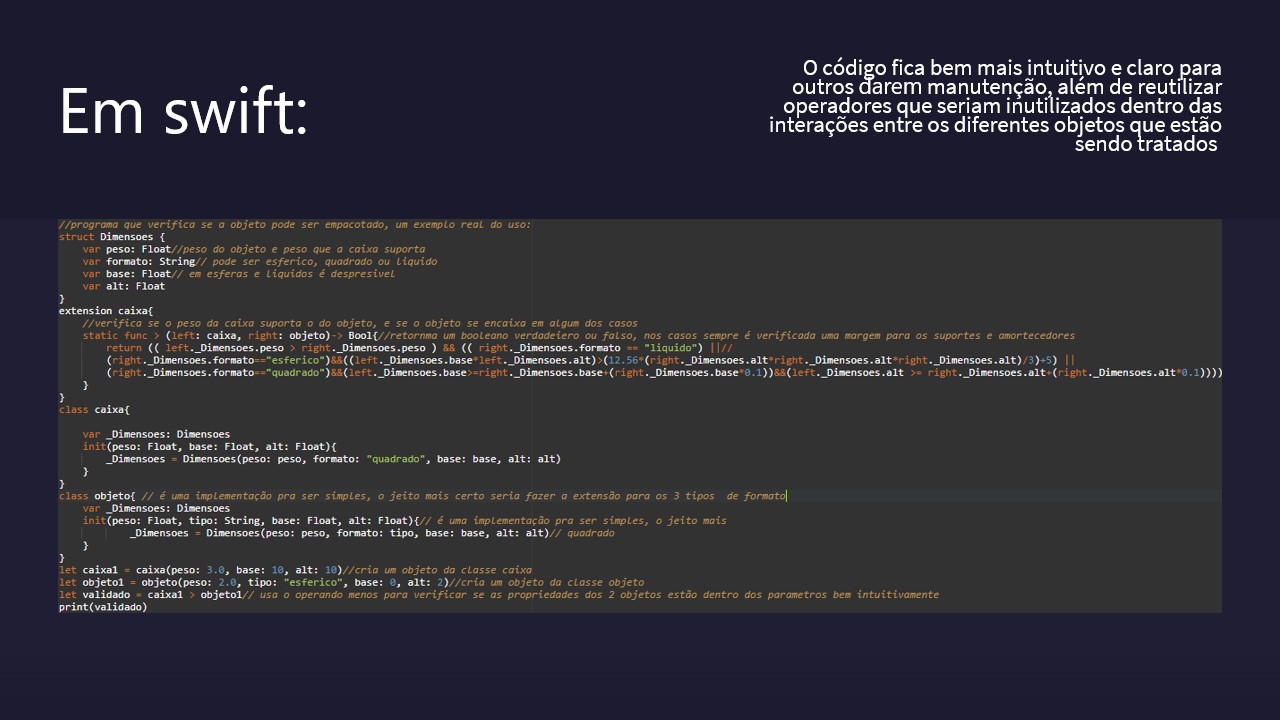 Em swift:
O código fica bem mais intuitivo e claro para
outros darem manutenção, além de reutilizar
operadores que seriam inutilizados dentro das
interações entre os diferentes objetos que estão
sendo tratados
//programa que verifica se a objeto pode ser empacotado, um exemplo real do uso:
struct Dimensoes {
    var peso: Float//peso do objeto e peso que a caixa suporta
    var formato: String// pode ser esferico, quadrado ou liquido
    var base: Float// em esferas e liquidos é despresivel
    var alt: Float
}
extension caixa{
    //verifica se o peso da caixa suporta o do objeto, e se o objeto se encaixa em algum dos casos
    static func > (left: caixa, right: objeto)-> Bool{//retornma um booleano verdadeiero ou falso, nos casos sempre é verificada uma margem para os suportes e amortecedores
        return (( left._Dimensoes.peso > right._Dimensoes.peso ) && (( right._Dimensoes.formato == "liquido") ||//
        (right._Dimensoes.formato=="esferico")&&((left._Dimensoes.base*left._Dimensoes.alt)>(12.56*(right._Dimensoes.alt*right._Dimensoes.alt*right._Dimensoes.alt)/3)+5) ||
        (right._Dimensoes.formato=="quadrado")&&(left._Dimensoes.base>=right._Dimensoes.base+(right._Dimensoes.base*0.1))&&(left._Dimensoes.alt >= right._Dimensoes.alt+(right._Dimensoes.alt*0.1))))
    }
}
class caixa{
    var _Dimensoes: Dimensoes
    init(peso: Float, base: Float, alt: Float){
        _Dimensoes = Dimensoes(peso: peso, formato: "quadrado", base: base, alt: alt)
    }
}
class objeto{ // é uma implementação pra ser simples, o jeito mais certo seria fazer a extensão para os 3 tipos  de formato
    var _Dimensoes: Dimensoes
    init(peso: Float, tipo: String, base: Float, alt: Float){// é uma implementação pra ser simples, o jeito mais
            _Dimensoes = Dimensoes(peso: peso, formato: tipo, base: base, alt: alt)// quadrado
    }
}
let caixa1 = caixa(peso: 3.0, base: 10, alt: 10)//cria um objeto da classe caixa
let objeto1 = objeto(peso: 2.0, tipo: "esferico", base: 0, alt: 2)//cria um objeto da classe objeto
let validado = caixa1 > objeto1// usa o operando menos para verificar se as propriedades dos 2 objetos estão dentro dos parametros bem intuitivamente
print(validado)